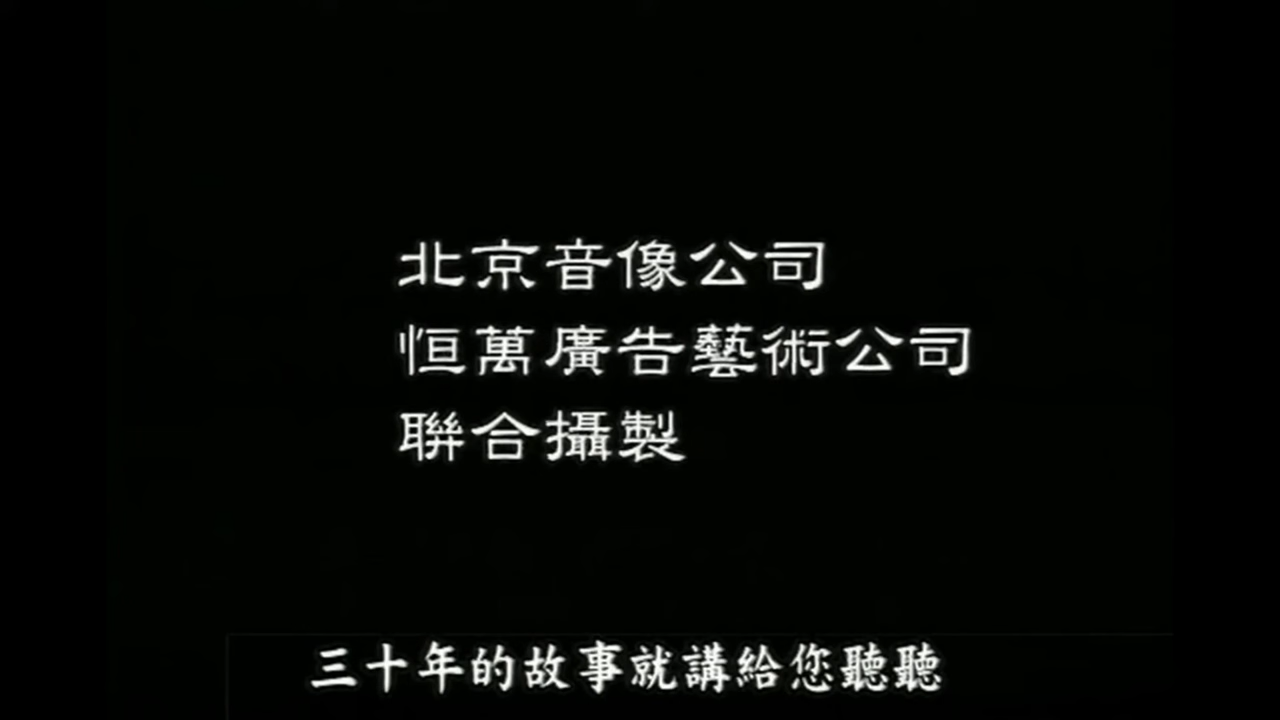 北京音像公司
恒萬廣告藝術公司
聯合攝製
三十年的故事就講給您聽聽